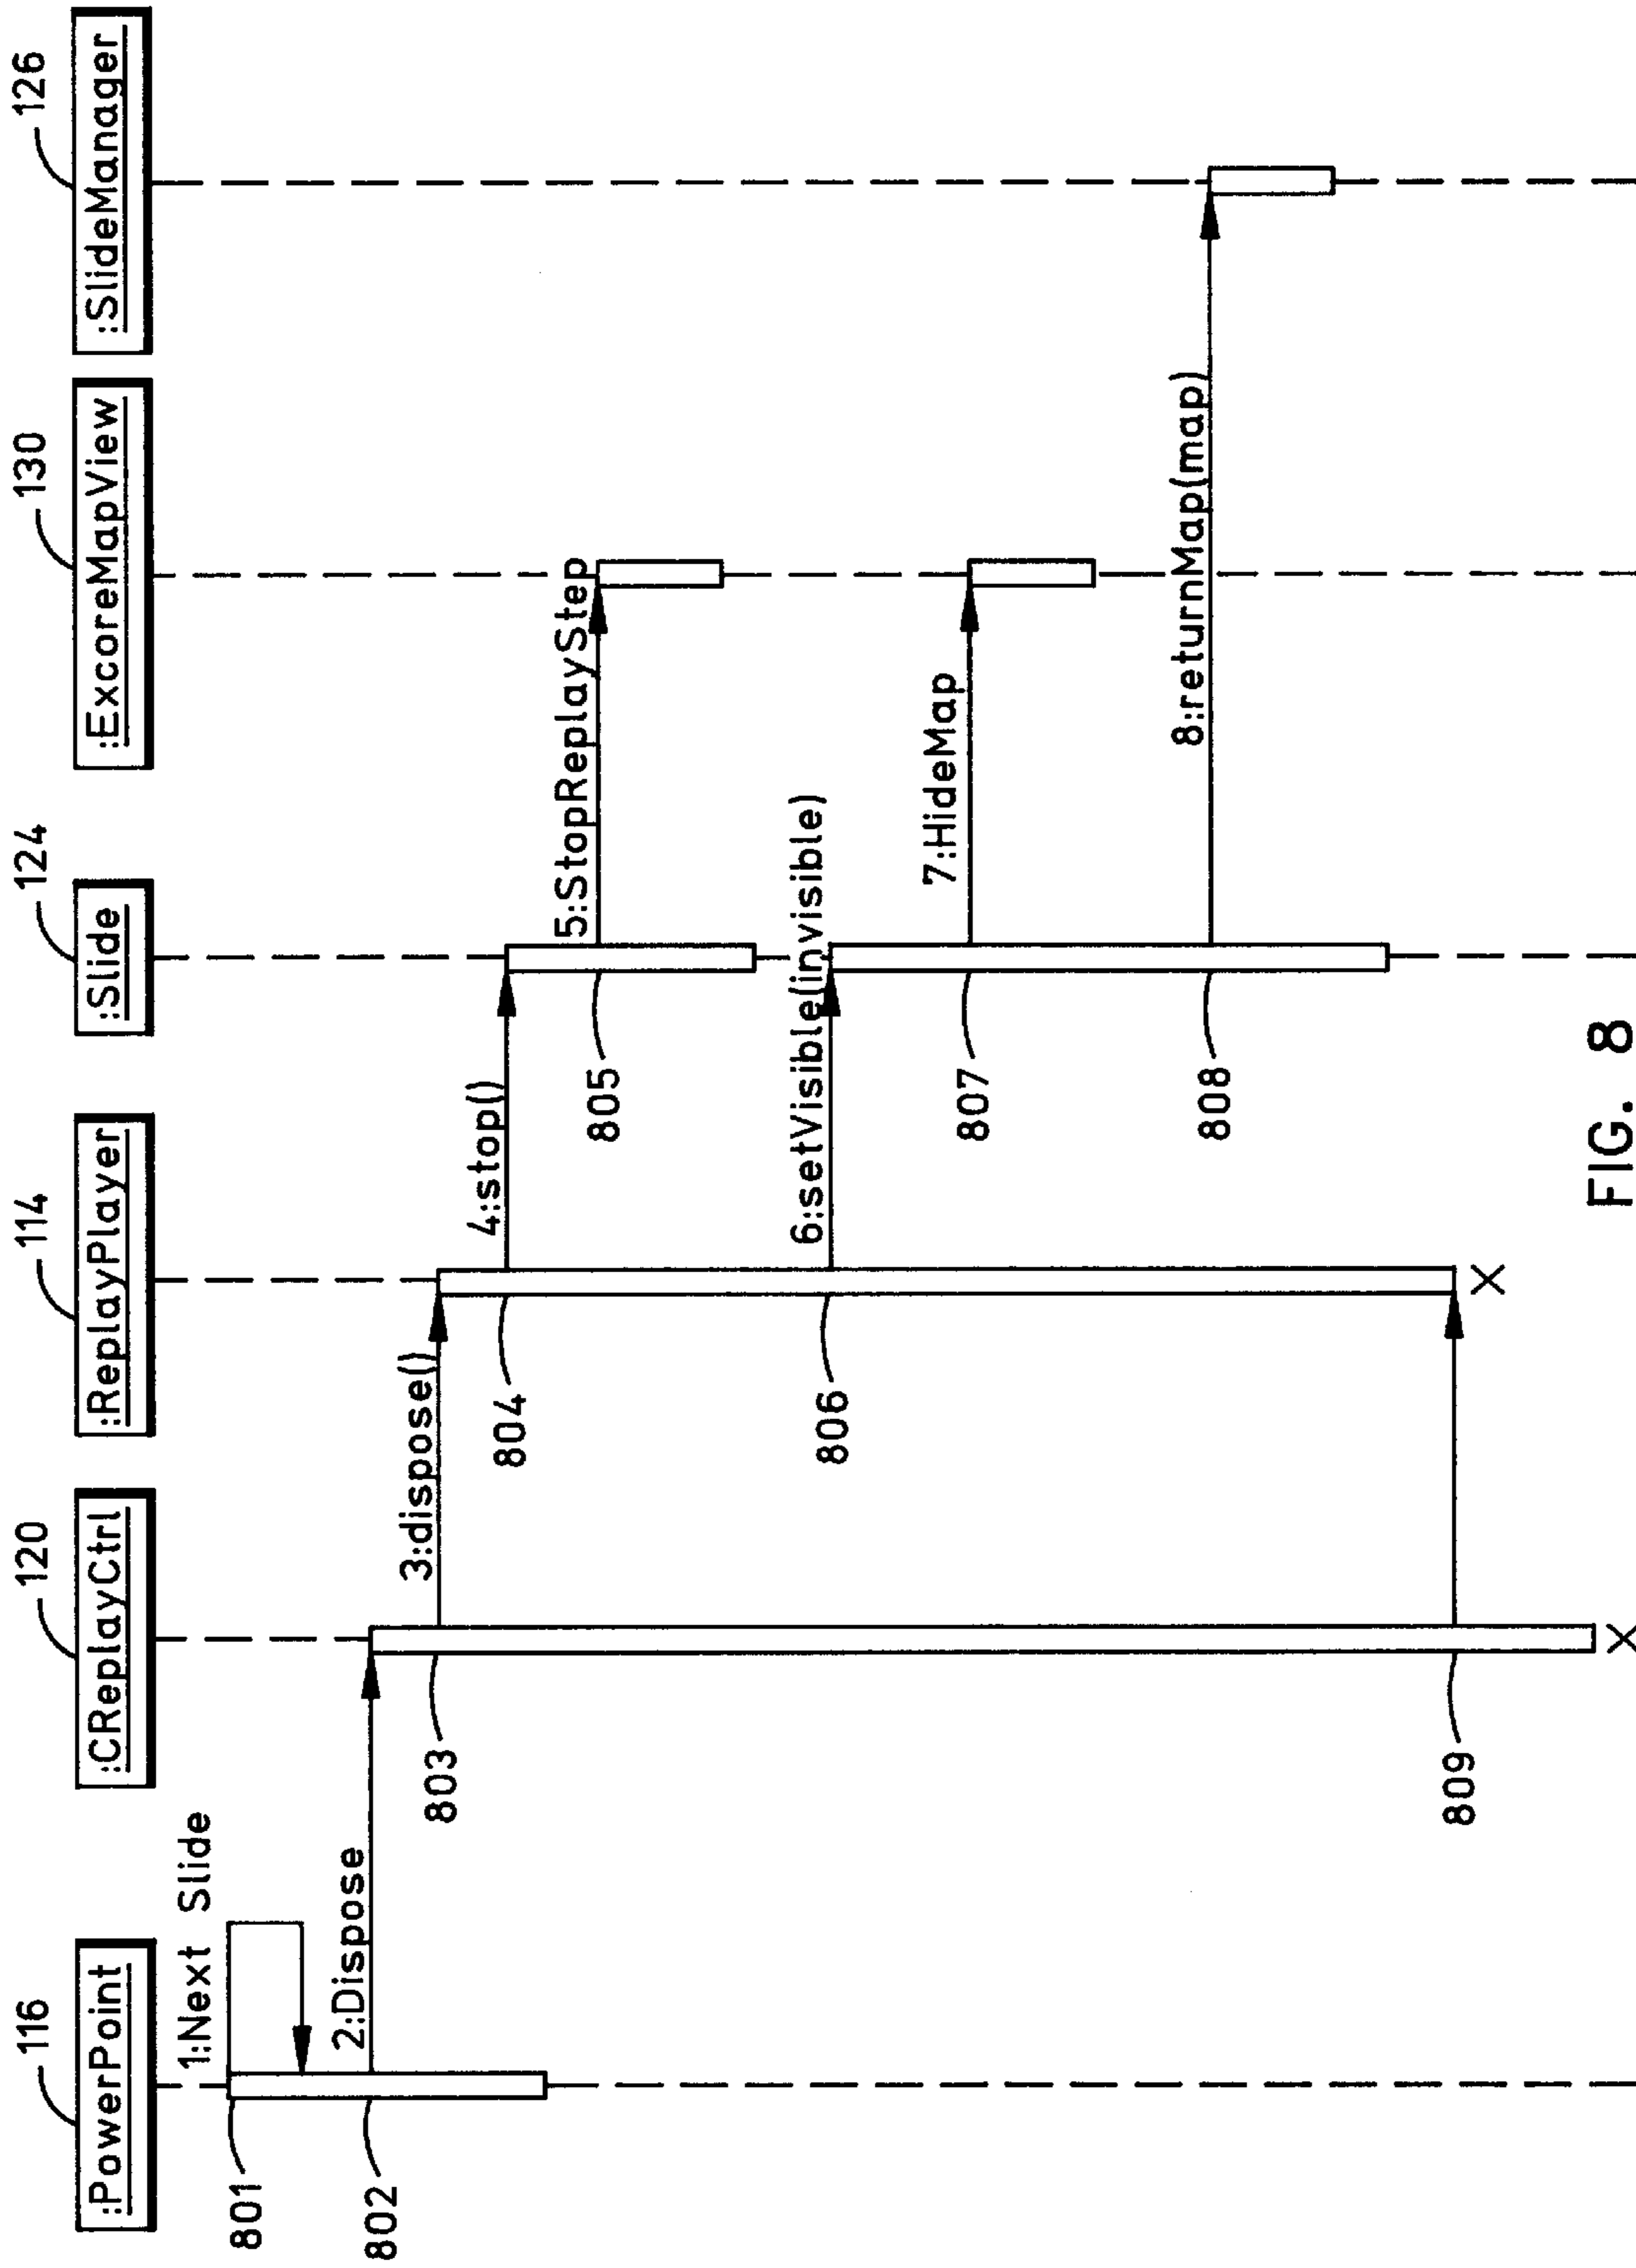 116
120
114
124
130
126
:PowerPoint
:CReplayCtrl
:ReplayPlayer
:Slide
:ExcoreMapView
:SlideManager
801
1:Next Slide
802
2:Dispose
803
3:dispose()
804
4:stop()
805
5:StopReplayStep
806
6:setVisible(invisible)
807
7:HideMap
808
8:returnMap(map)
809
X
X
FIG. 8